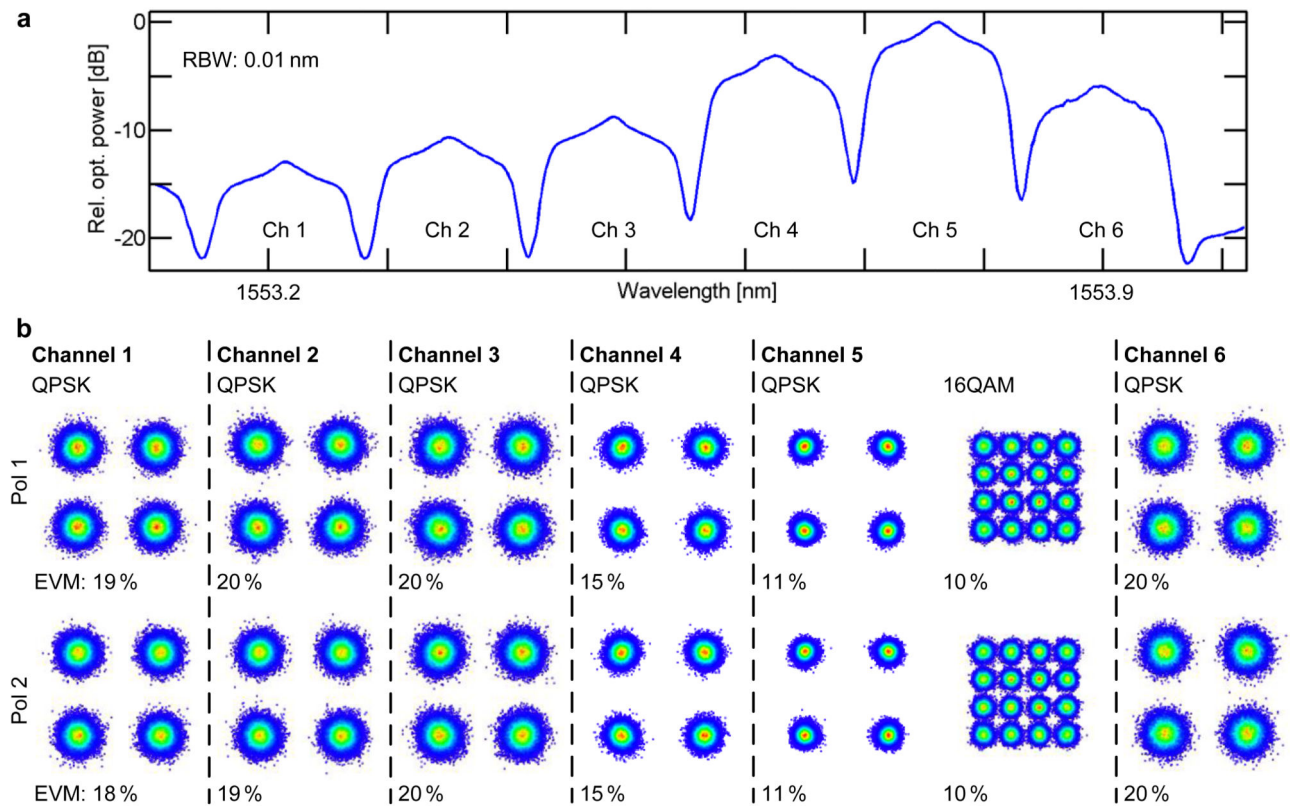 a
Rel. opt. power [dB]
0
-10
-20
RBW: 0.01 nm
Ch 1 Ch 2 Ch 3 Ch 4 Ch 5 Ch 6
1553.2 Wavelength [nm] 1553.9
b
Channel 1 Channel 2 Channel 3 Channel 4 Channel 5 Channel 6
QPSK QPSK QPSK QPSK QPSK 16QAM QPSK
Pol 1
EVM: 19 % 20 % 20 % 15 % 11 % 10 % 20 %
Pol 2
EVM: 18 % 19 % 20 % 15 % 11 % 10 % 20 %